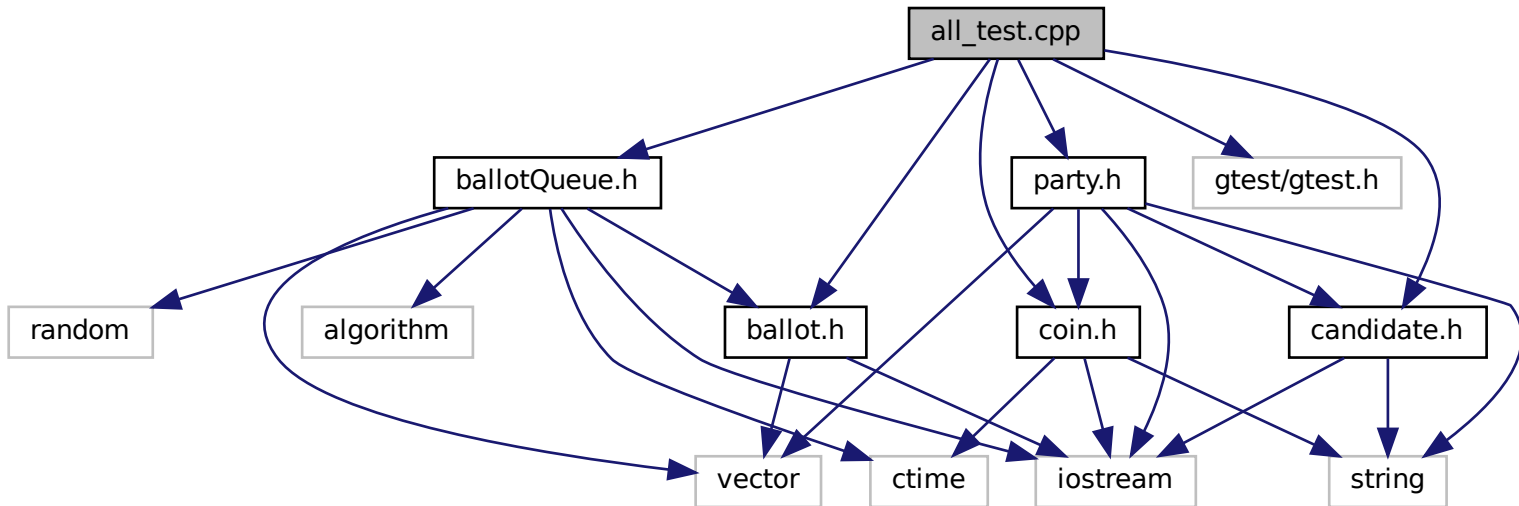 all_test.cpp
ballotQueue.h
party.h
gtest/gtest.h
random
algorithm
ballot.h
coin.h
candidate.h
vector
ctime
iostream
string